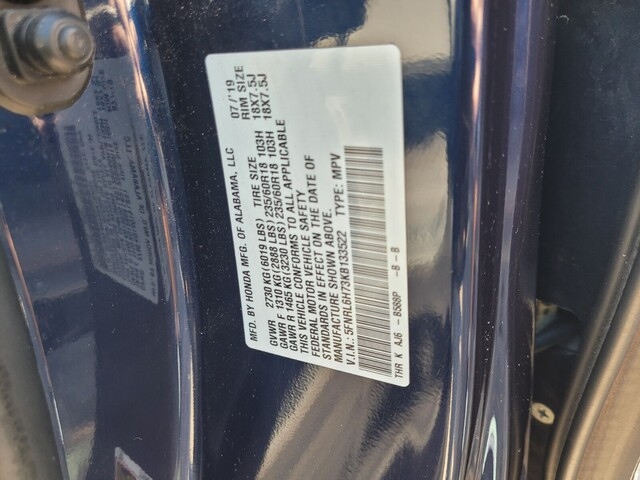 MFD. BY HONDA MFG. OF ALABAMA, LLC 07/'19
GVWR 2730 KG(6019 LBS) TIRE SIZE RIM SIZE
GAWR F 1310 KG(2888 LBS) 235/60R18 103H 18X7.5J
GAWR R 1465 KG(3230 LBS) 235/60R18 103H 18X7.5J
THIS VEHICLE CONFORMS TO ALL APPLICABLE
FEDERAL MOTOR VEHICLE SAFETY
STANDARDS IN EFFECT ON THE DATE OF
MANUFACTURE SHOWN ABOVE.
V.I.N.: 5FNRL6H73KB133522 TYPE: MPV
THR K AJ6 - B588P -B -B